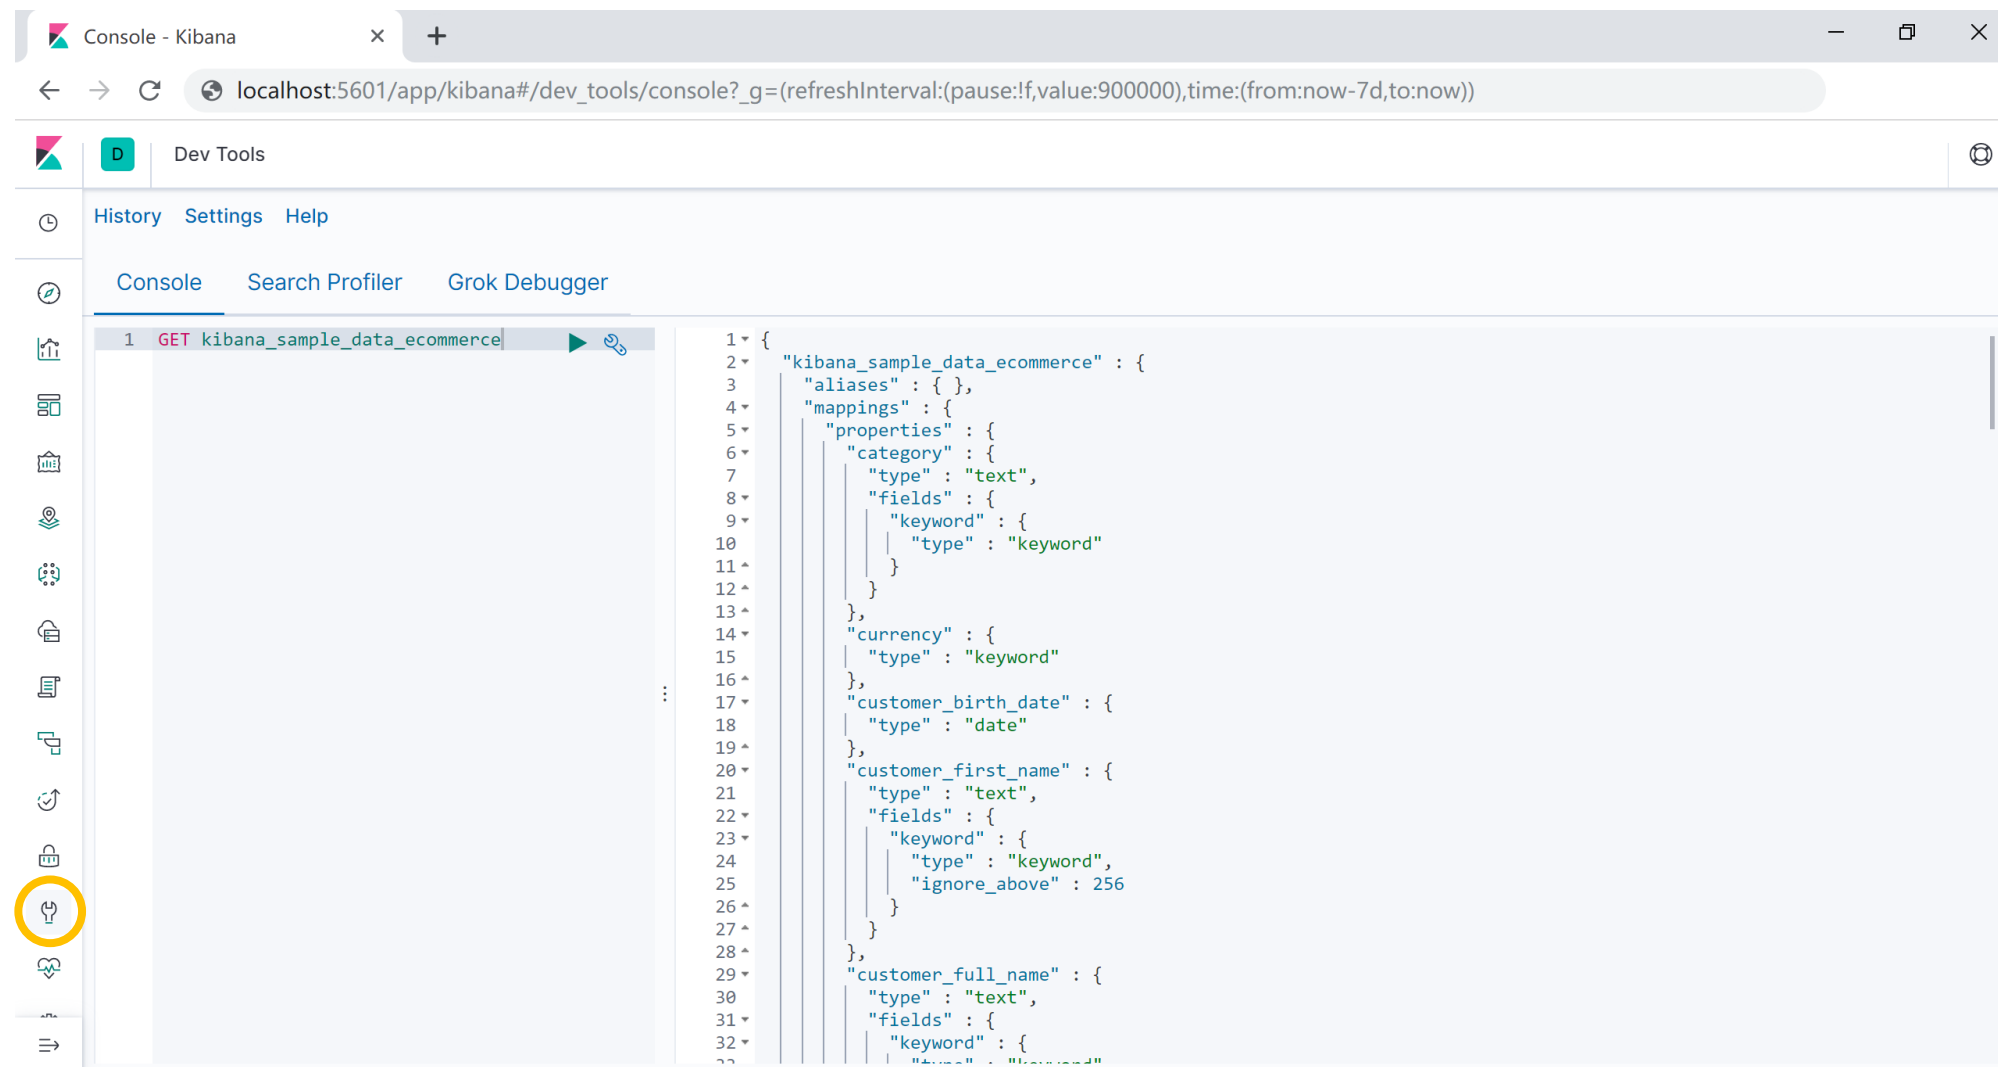 Console - Kibana
localhost:5601/app/kibana#/dev_tools/console?_g=(refreshInterval:(pause:!f,value:900000),time:(from:now-7d,to:now))
D Dev Tools
History Settings Help
Console Search Profiler Grok Debugger
1 GET kibana_sample_data_ecommerce
1 {
2 "kibana_sample_data_ecommerce" : {
3 "aliases" : { },
4 "mappings" : {
5 "properties" : {
6 "category" : {
7 "type" : "text",
8 "fields" : {
9 "keyword" : {
10 "type" : "keyword"
11 }
12 }
13 },
14 "currency" : {
15 "type" : "keyword"
16 },
17 "customer_birth_date" : {
18 "type" : "date"
19 },
20 "customer_first_name" : {
21 "type" : "text",
22 "fields" : {
23 "keyword" : {
24 "type" : "keyword",
25 "ignore_above" : 256
26 }
27 }
28 },
29 "customer_full_name" : {
30 "type" : "text",
31 "fields" : {
32 "keyword" : {